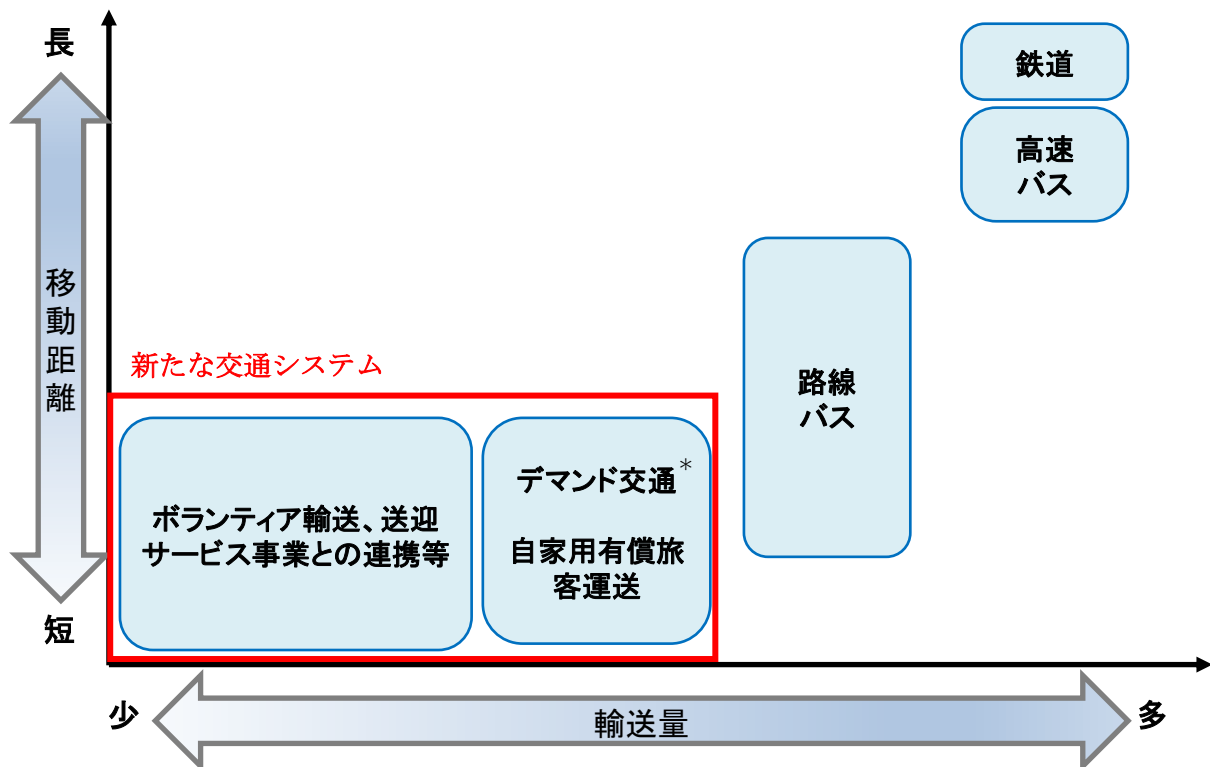 長
鉄道
高速
バス
移
動
距
離
新たな交通システム
路線
バス
デマンド交通*
ボランティア輸送、送迎
サービス事業との連携等
自家用有償旅
客運送
短
少
輸送量
多